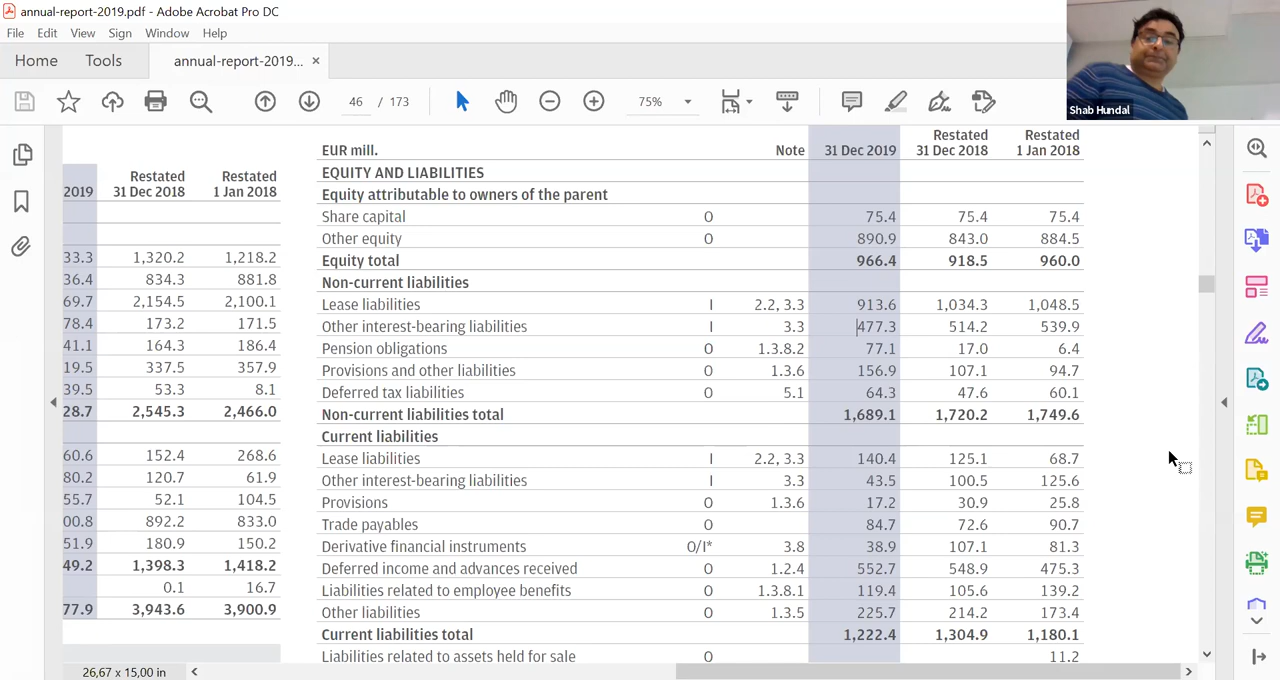 annual-report-2019.pdf - Adobe Acrobat Pro DC
File Edit View Sign Window Help
Home Tools annual-report-2019... ×
46 / 173 75%
Shab Hundal
2019 Restated 31 Dec 2018 Restated 1 Jan 2018
33.3 1,320.2 1,218.2
36.4 834.3 881.8
69.7 2,154.5 2,100.1
78.4 173.2 171.5
41.1 164.3 186.4
19.5 337.5 357.9
39.5 53.3 8.1
28.7 2,545.3 2,466.0
60.6 152.4 268.6
80.2 120.7 61.9
55.7 52.1 104.5
00.8 892.2 833.0
51.9 180.9 150.2
49.2 1,398.3 1,418.2
0.1 16.7
77.9 3,943.6 3,900.9
EUR mill. Note 31 Dec 2019 Restated 31 Dec 2018 Restated 1 Jan 2018
EQUITY AND LIABILITIES
Equity attributable to owners of the parent
Share capital O 75.4 75.4 75.4
Other equity O 890.9 843.0 884.5
Equity total 966.4 918.5 960.0
Non-current liabilities
Lease liabilities I 2.2, 3.3 913.6 1,034.3 1,048.5
Other interest-bearing liabilities I 3.3 477.3 514.2 539.9
Pension obligations O 1.3.8.2 77.1 17.0 6.4
Provisions and other liabilities O 1.3.6 156.9 107.1 94.7
Deferred tax liabilities O 5.1 64.3 47.6 60.1
Non-current liabilities total 1,689.1 1,720.2 1,749.6
Current liabilities
Lease liabilities I 2.2, 3.3 140.4 125.1 68.7
Other interest-bearing liabilities I 3.3 43.5 100.5 125.6
Provisions O 1.3.6 17.2 30.9 25.8
Trade payables O 84.7 72.6 90.7
Derivative financial instruments O/I* 3.8 38.9 107.1 81.3
Deferred income and advances received O 1.2.4 552.7 548.9 475.3
Liabilities related to employee benefits O 1.3.8.1 119.4 105.6 139.2
Other liabilities O 1.3.5 225.7 214.2 173.4
Current liabilities total 1,222.4 1,304.9 1,180.1
Liabilities related to assets held for sale O 11.2
26,67 x 15,00 in